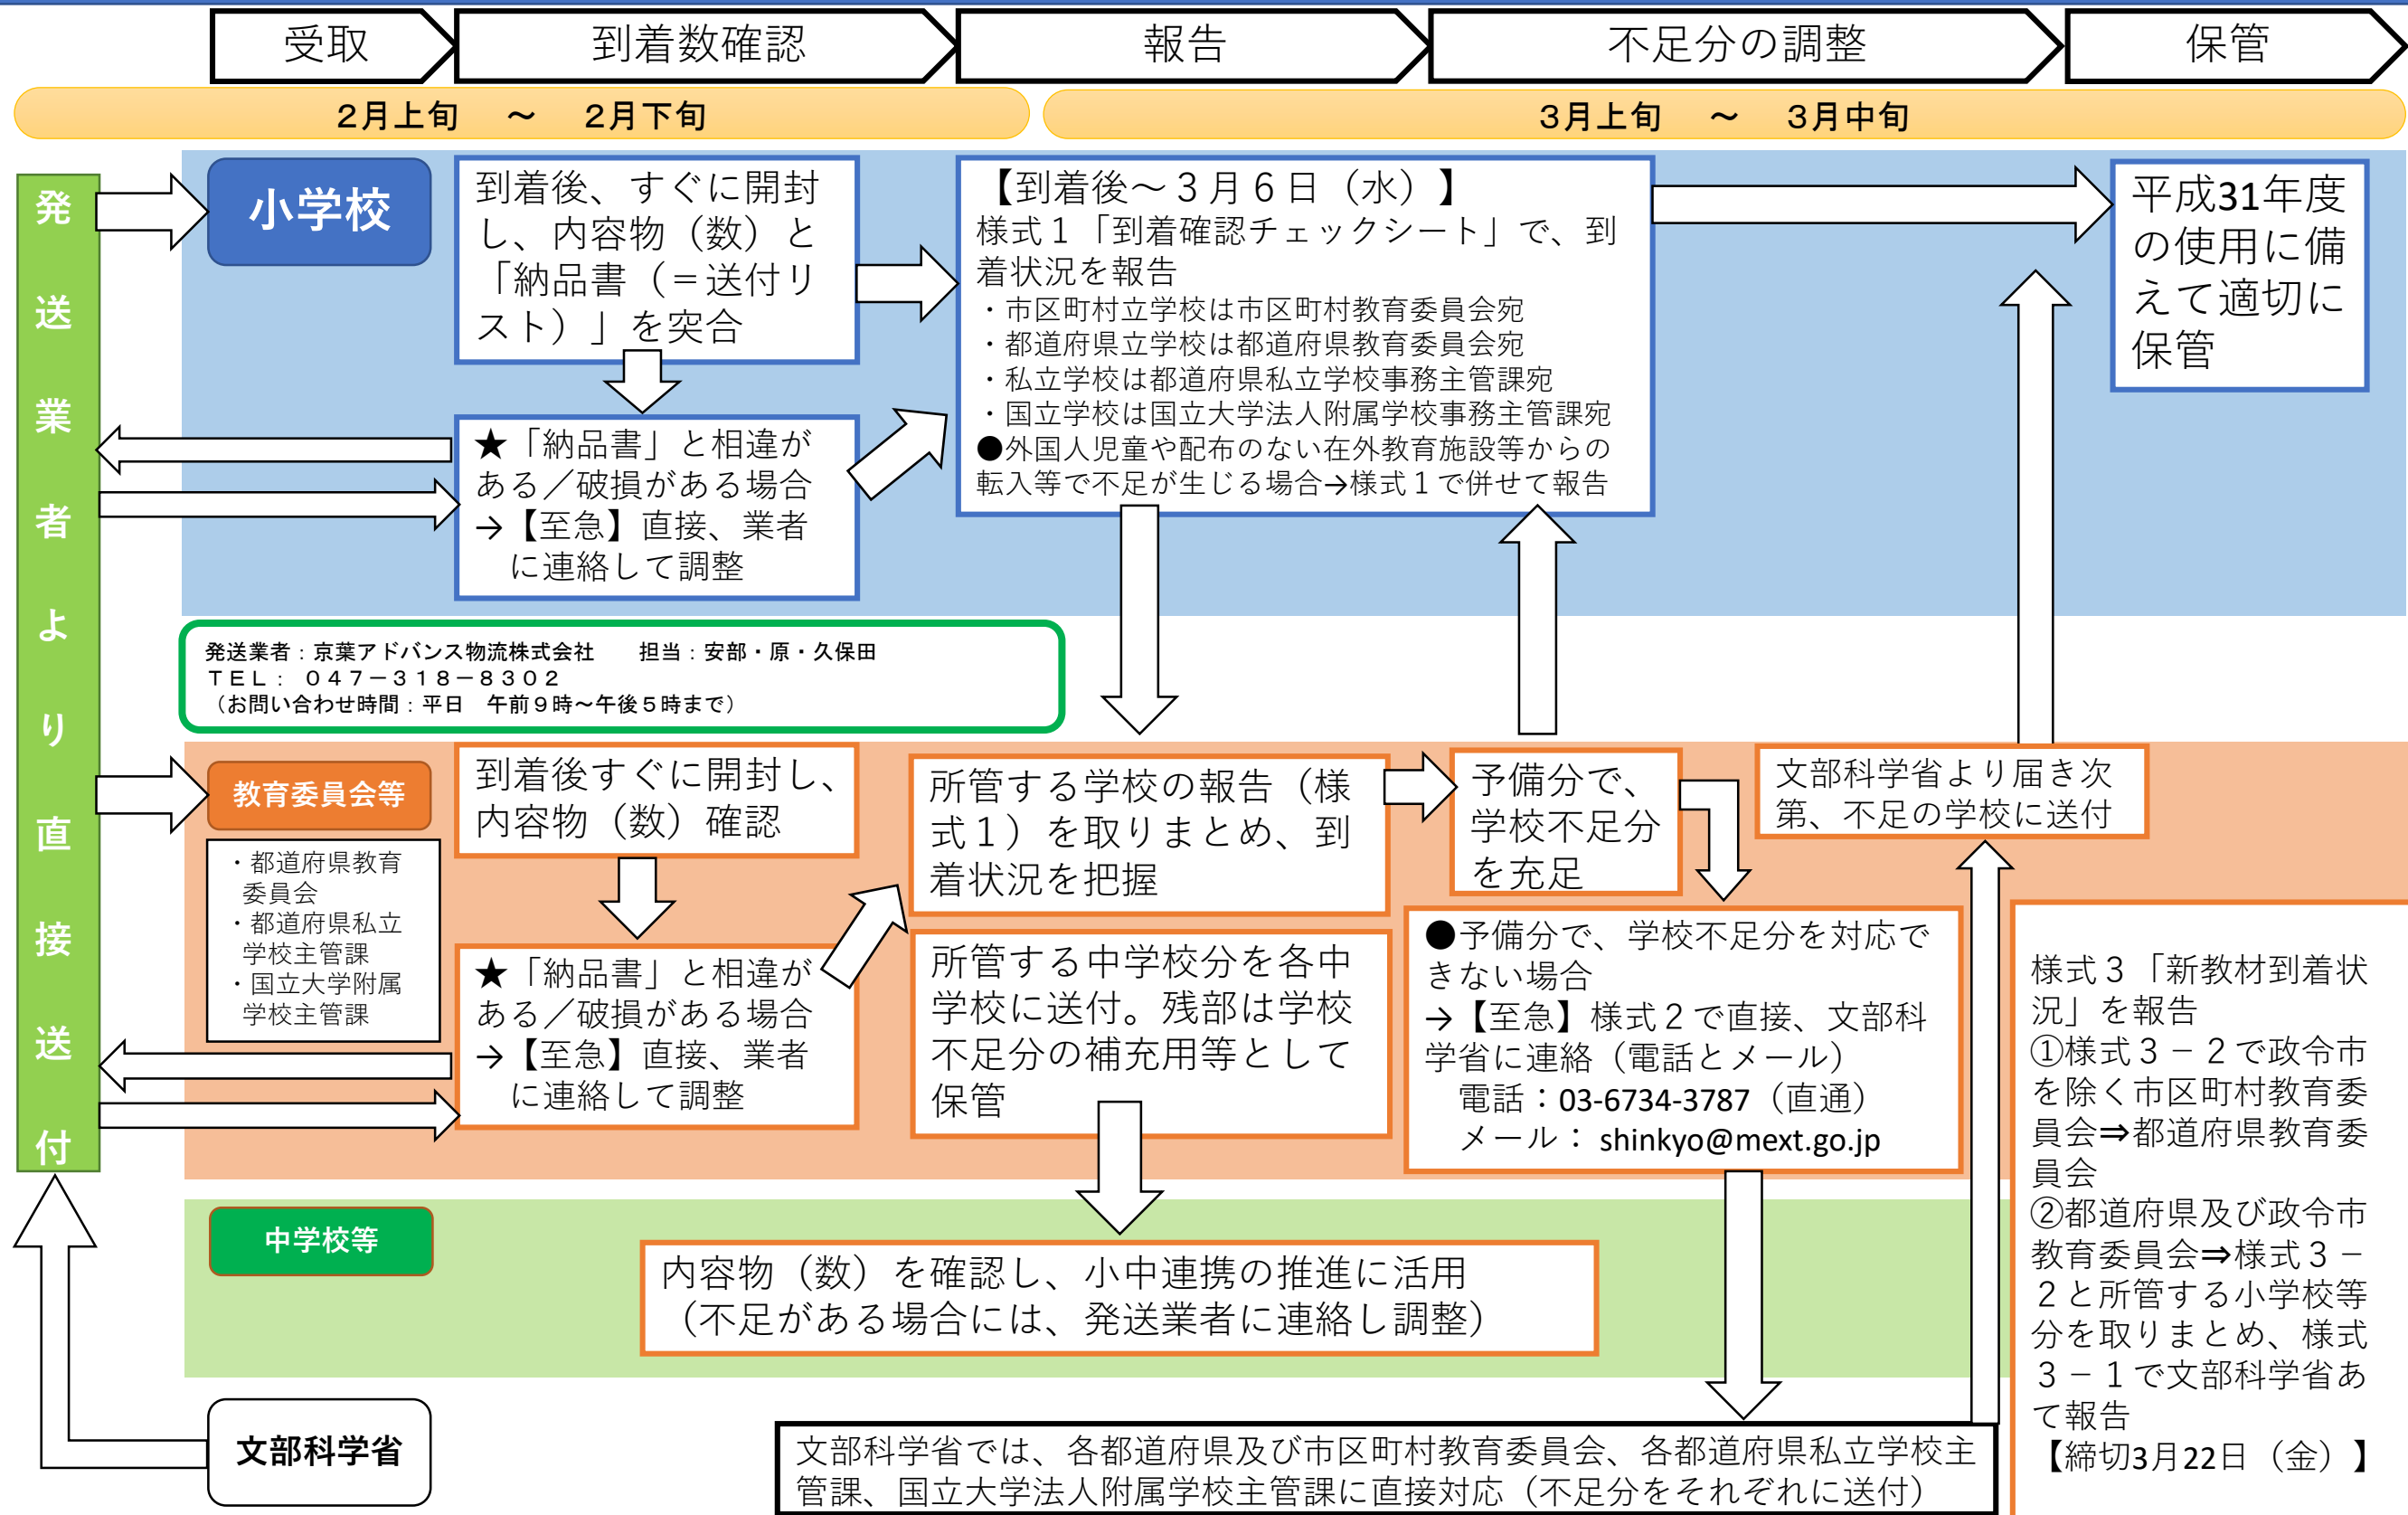 受取
到着数確認
報告
不足分の調整
保管
2月上旬　～　2月下旬
3月上旬　～　3月中旬
発送業者より直接送付
小学校
到着後、すぐに開封
し、内容物（数）と
「納品書（＝送付リ
スト）」を突合
★「納品書」と相違が
ある／破損がある場合
→【至急】直接、業者
に連絡して調整
【到着後～３月６日（水）】
様式１「到着確認チェックシート」で、到
着状況を報告
・市区町村立学校は市区町村教育委員会宛
・都道府県立学校は都道府県教育委員会宛
・私立学校は都道府県私立学校事務主管課宛
・国立学校は国立大学法人附属学校事務主管課宛
●外国人児童や配布のない在外教育施設等からの
転入等で不足が生じる場合→様式１で併せて報告
平成31年度
の使用に備
えて適切に
保管
発送業者：京葉アドバンス物流株式会社　　担当：安部・原・久保田
ＴＥＬ：　０４７－３１８－８３０２
（お問い合わせ時間：平日　午前９時～午後５時まで）
教育委員会等
・都道府県教育
委員会
・都道府県私立
学校主管課
・国立大学附属
学校主管課
到着後すぐに開封し、
内容物（数）確認
★「納品書」と相違が
ある／破損がある場合
→【至急】直接、業者
に連絡して調整
所管する学校の報告（様
式１）を取りまとめ、到
着状況を把握
所管する中学校分を各中
学校に送付。残部は学校
不足分の補充用等として
保管
予備分で、
学校不足分
を充足
●予備分で、学校不足分を対応で
きない場合
→【至急】様式２で直接、文部科
学省に連絡（電話とメール）
電話：03-6734-3787（直通）
メール： shinkyo@mext.go.jp
文部科学省より届き次
第、不足の学校に送付
様式３「新教材到着状
況」を報告
①様式３－２で政令市
を除く市区町村教育委
員会⇒都道府県教育委
員会
②都道府県及び政令市
教育委員会⇒様式３－
２と所管する小学校等
分を取りまとめ、様式
３－１で文部科学省あ
て報告
【締切3月22日（金）】
中学校等
内容物（数）を確認し、小中連携の推進に活用
（不足がある場合には、発送業者に連絡し調整）
文部科学省
文部科学省では、各都道府県及び市区町村教育委員会、各都道府県私立学校主
管課、国立大学法人附属学校主管課に直接対応（不足分をそれぞれに送付）